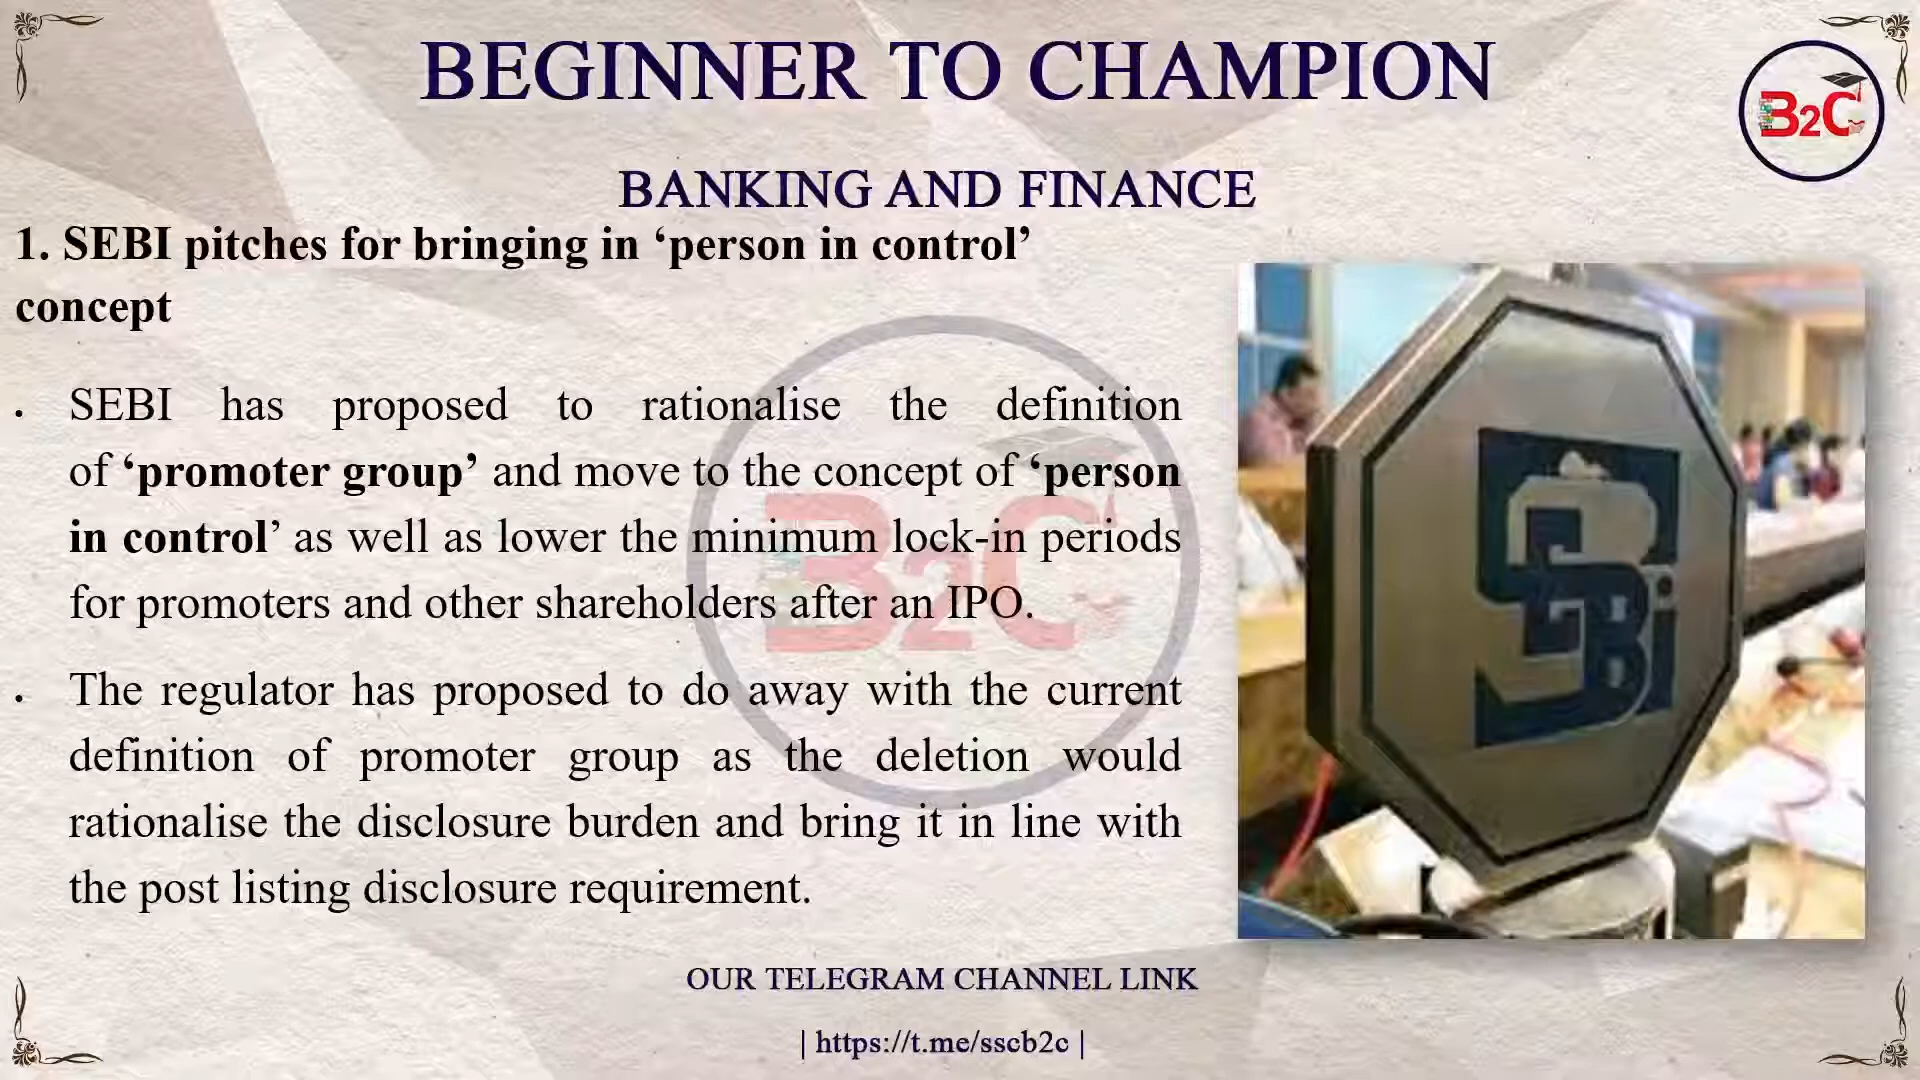 BEGINNER TO CHAMPION
B2C
BANKING AND FINANCE
1. SEBI pitches for bringing in ‘person in control’
concept
• SEBI has proposed to rationalise the definition
of ‘promoter group’ and move to the concept of ‘person
in control’ as well as lower the minimum lock-in periods
for promoters and other shareholders after an IPO.
• The regulator has proposed to do away with the current
definition of promoter group as the deletion would
rationalise the disclosure burden and bring it in line with
the post listing disclosure requirement.
B2C
SEBi
OUR TELEGRAM CHANNEL LINK
| https://t.me/sscb2c |